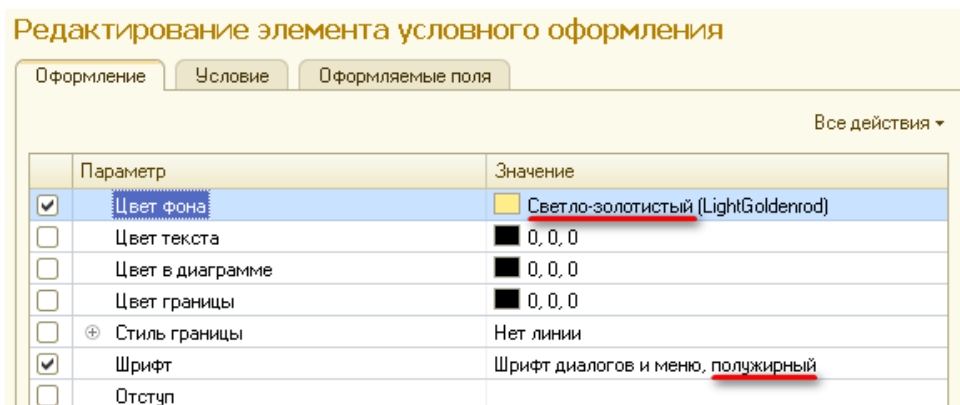 Редактирование элемента условного оформления
Оформление Условие Оформляемые поля
Все действия
Параметр Значение
Цвет фона Светло-золотистый (LightGoldenrod)
Цвет текста 0, 0, 0
Цвет в диаграмме 0, 0, 0
Цвет границы 0, 0, 0
Стиль границы Нет линии
Шрифт Шрифт диалогов и меню, полужирный
Отступ